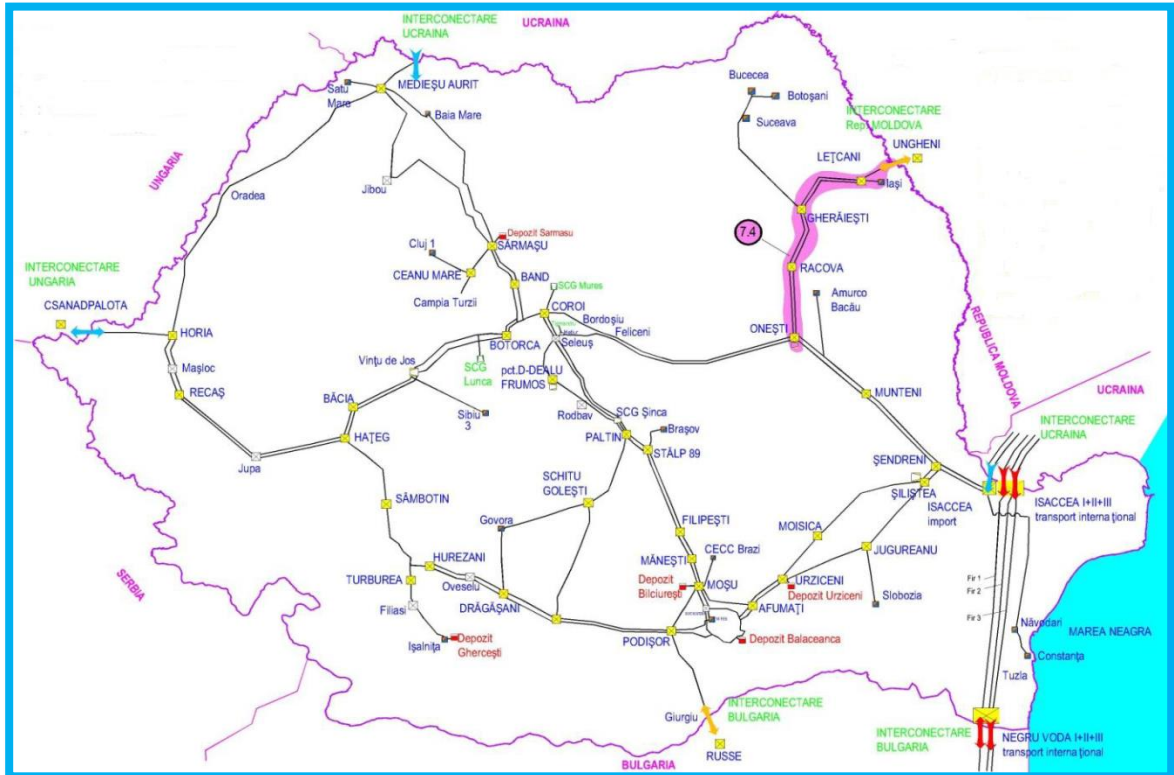 INTERCONECTARE
UCRAINA
UCRAINA
MEDIEŞU AURIT
Satu
Mare
Baia Mare
Bucecea
Botoşani
Suceava
INTERCONECTARE
Rep. MOLDOVA
UNGHENI
LEŢCANI
Iaşi
GHERĂIEŞTI
UNGARIA
Jibou
Oradea
7.4
Depozit Sarmasu
SĂRMAŞU
Cluj 1
CEANU MARE
BAND
Campia Turzii
SCG Mures
COROI
Bordoşiu
Feliceni
RACOVA
Amurco
Bacău
INTERCONECTARE
UNGARIA
CSANADPALOTA
HORIA
Maşloc
RECAŞ
BOTORCA
Seleuş
ONEŞTI
REPUBLICA MOLDOVA
UCRAINA
Vinţu de Jos
SCG
Lunca
pct.D-DEALU
FRUMOS
MUNTENI
BĂCIA
Sibiu
3
Rodbav
SCG Şinca
INTERCONECTARE
UCRAINA
HAŢEG
PALTIN
Braşov
STÂLP 89
Jupa
ŞENDRENI
ŞILIŞTEA
ISACCEA
import
ISACCEA I+II+III
transport internaţional
SCHITU
GOLEŞTI
SÂMBOTIN
Govora
FILIPEŞTI
MOISICA
JUGUREANU
MĂNEŞTI
CECC Brazi
HUREZANI
Ovesełu
TURBUREA
Depozit
Bilciureşti
MOŞU
URZICENI
Depozit Urziceni
Slobozia
SERBIA
DRĂGĂŞANI
AFUMAŢI
Filiasi
Işalniţa
Depozit
Gherceşti
PODIŞOR
Depozit Balaceanca
Fir 1
Fir 2
Fir 3
Năvodari
MAREA NEAGRA
Constanţa
Tuzla
Giurgiu
INTERCONECTARE
BULGARIA
RUSSE
BULGARIA
INTERCONECTARE
BULGARIA
NEGRU VODA I+II+III
transport internaţional